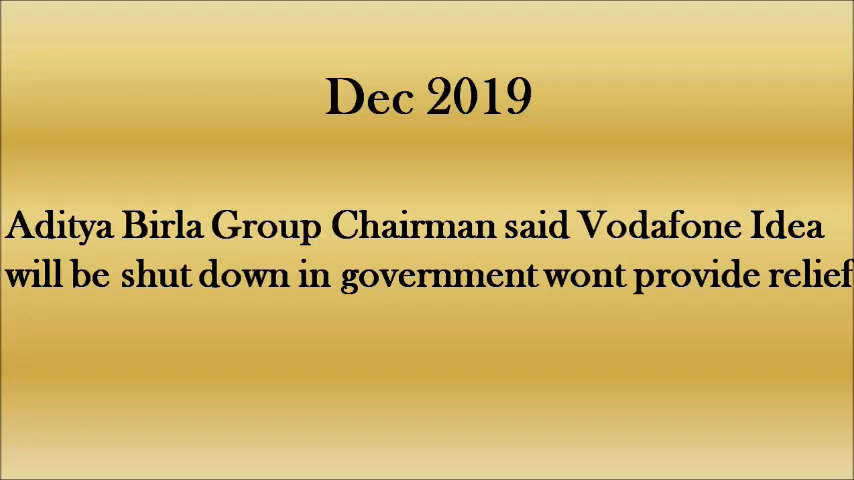 Dec 2019
Aditya Birla Group Chairman said Vodafone Idea
will be shut down in government wont provide relief